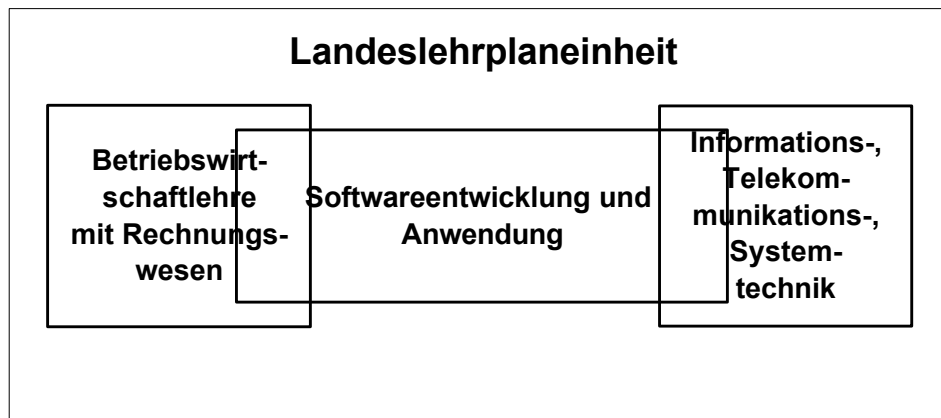 Landeslehrplaneinheit
Betriebswirt-
schaftlehre
mit Rechnungs-
wesen
Softwareentwicklung und
Anwendung
Informations-,
Telekom-
munikations-,
System-
technik